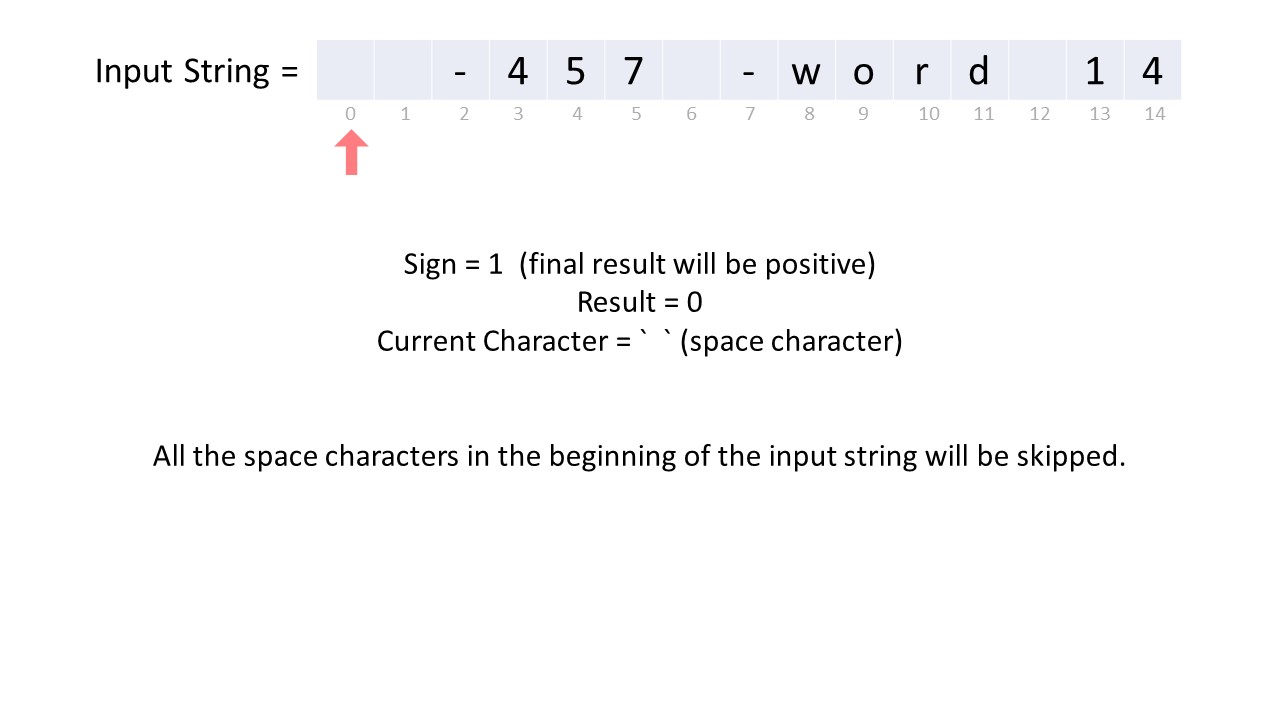 Input String = - 4 5 7 - w o r d 1 4
0 1 2 3 4 5 6 7 8 9 10 11 12 13 14
Sign = 1 (final result will be positive)
Result = 0
Current Character = ` ` (space character)
All the space characters in the beginning of the input string will be skipped.